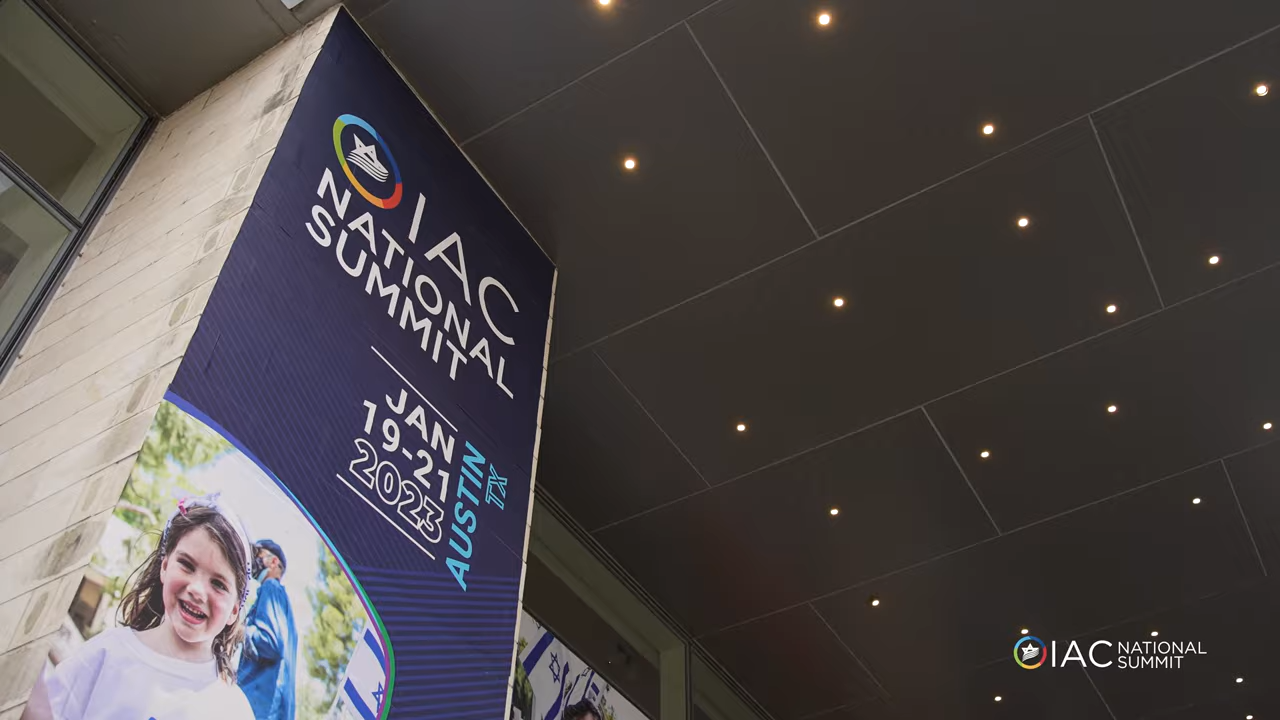 IAC
NATIONAL
SUMMIT
JAN
19-21
2023
AUSTIN
TX
IAC NATIONAL
SUMMIT